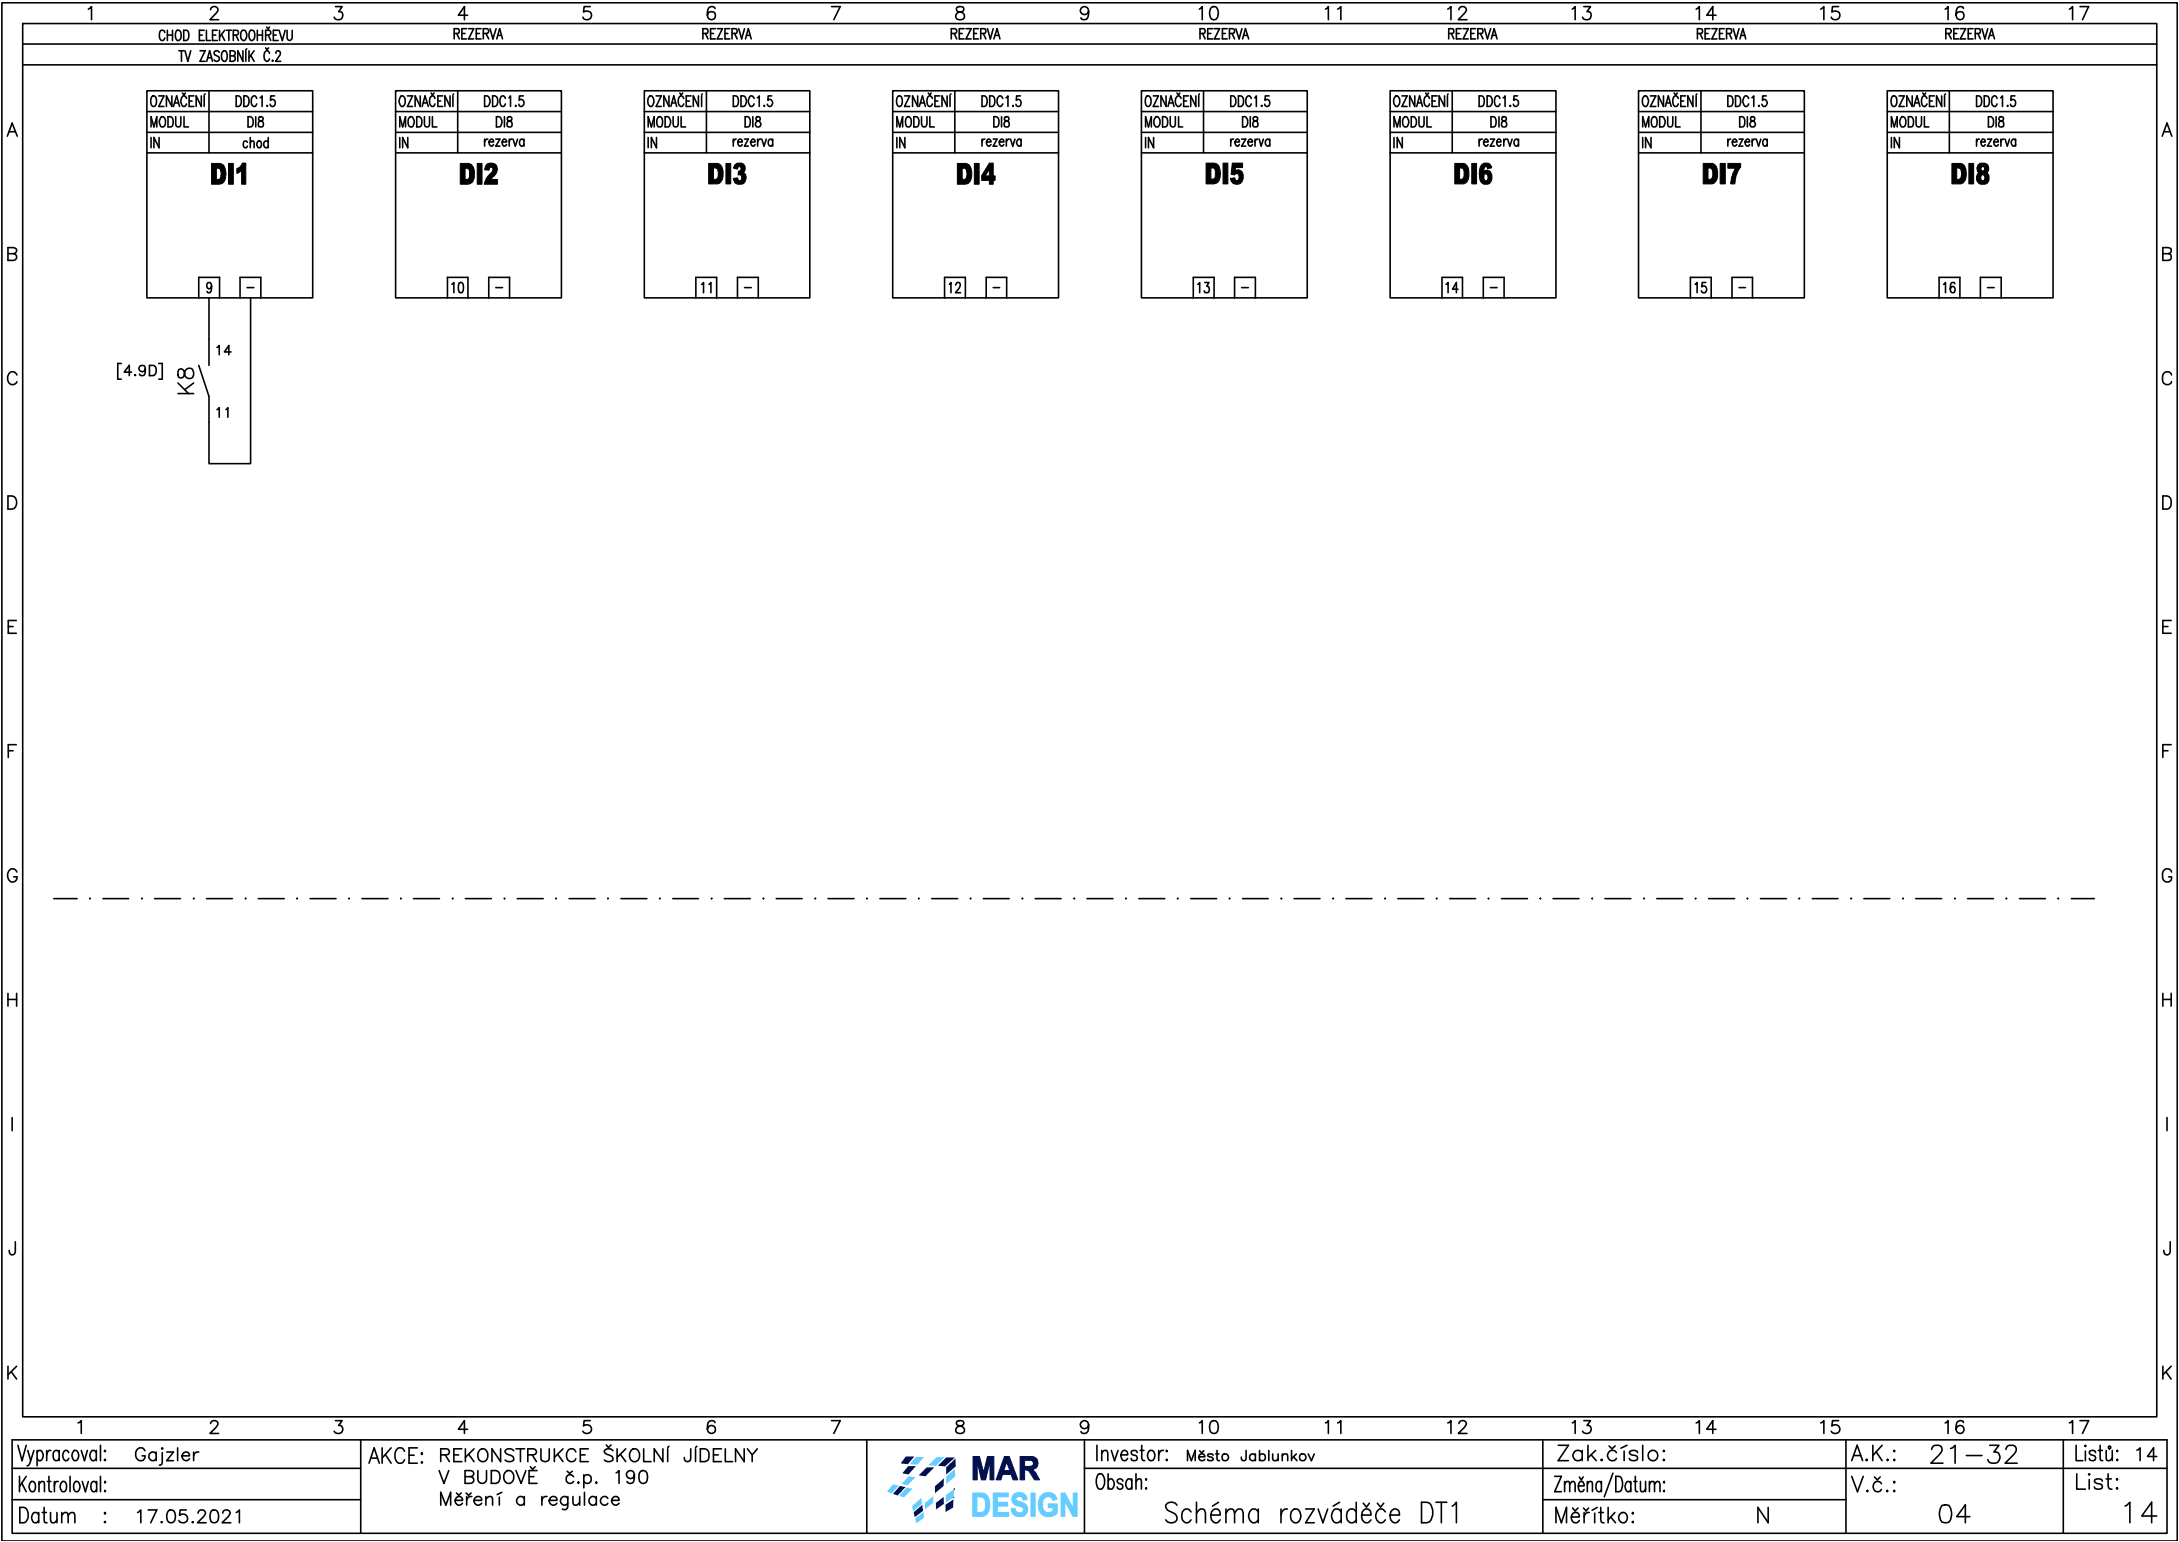 1 2 3 4 5 6 7 8 9 10 11 12 13 14 15 16 17
CHOD ELEKTROOHŘEVU REZERVA REZERVA REZERVA REZERVA REZERVA REZERVA REZERVA
TV ZASOBNÍK Č.2
OZNAČENÍ DDC1.5 OZNAČENÍ DDC1.5 OZNAČENÍ DDC1.5 OZNAČENÍ DDC1.5 OZNAČENÍ DDC1.5 OZNAČENÍ DDC1.5 OZNAČENÍ DDC1.5 OZNAČENÍ DDC1.5
MODUL DI8 MODUL DI8 MODUL DI8 MODUL DI8 MODUL DI8 MODUL DI8 MODUL DI8 MODUL DI8
A A
IN chod IN rezerva IN rezerva IN rezerva IN rezerva IN rezerva IN rezerva IN rezerva
DI1 DI2 DI3 DI4 DI5 DI6 DI7 DI8
B B
9 - 10 - 11 - 12 - 13 - 14 - 15 - 16 -
14
[4.9D] K8
C C
11
D D
E E
F F
G G
H H
I I
J J
K K
1 2 3 4 5 6 7 8 9 10 11 12 13 14 15 16 17
Vypracoval: Gajzler
Kontroloval:
Datum : 17.05.2021
AKCE: REKONSTRUKCE ŠKOLNÍ JÍDELNY
V BUDOVĚ č.p. 190
Měření a regulace
MAR
DESIGN
Investor: Město Jablunkov
Obsah:
Schéma rozváděče DT1
Zak.číslo:
Změna/Datum:
Měřítko: N
A.K.: 21-32
V.č.:
04
Listů: 14
List:
14